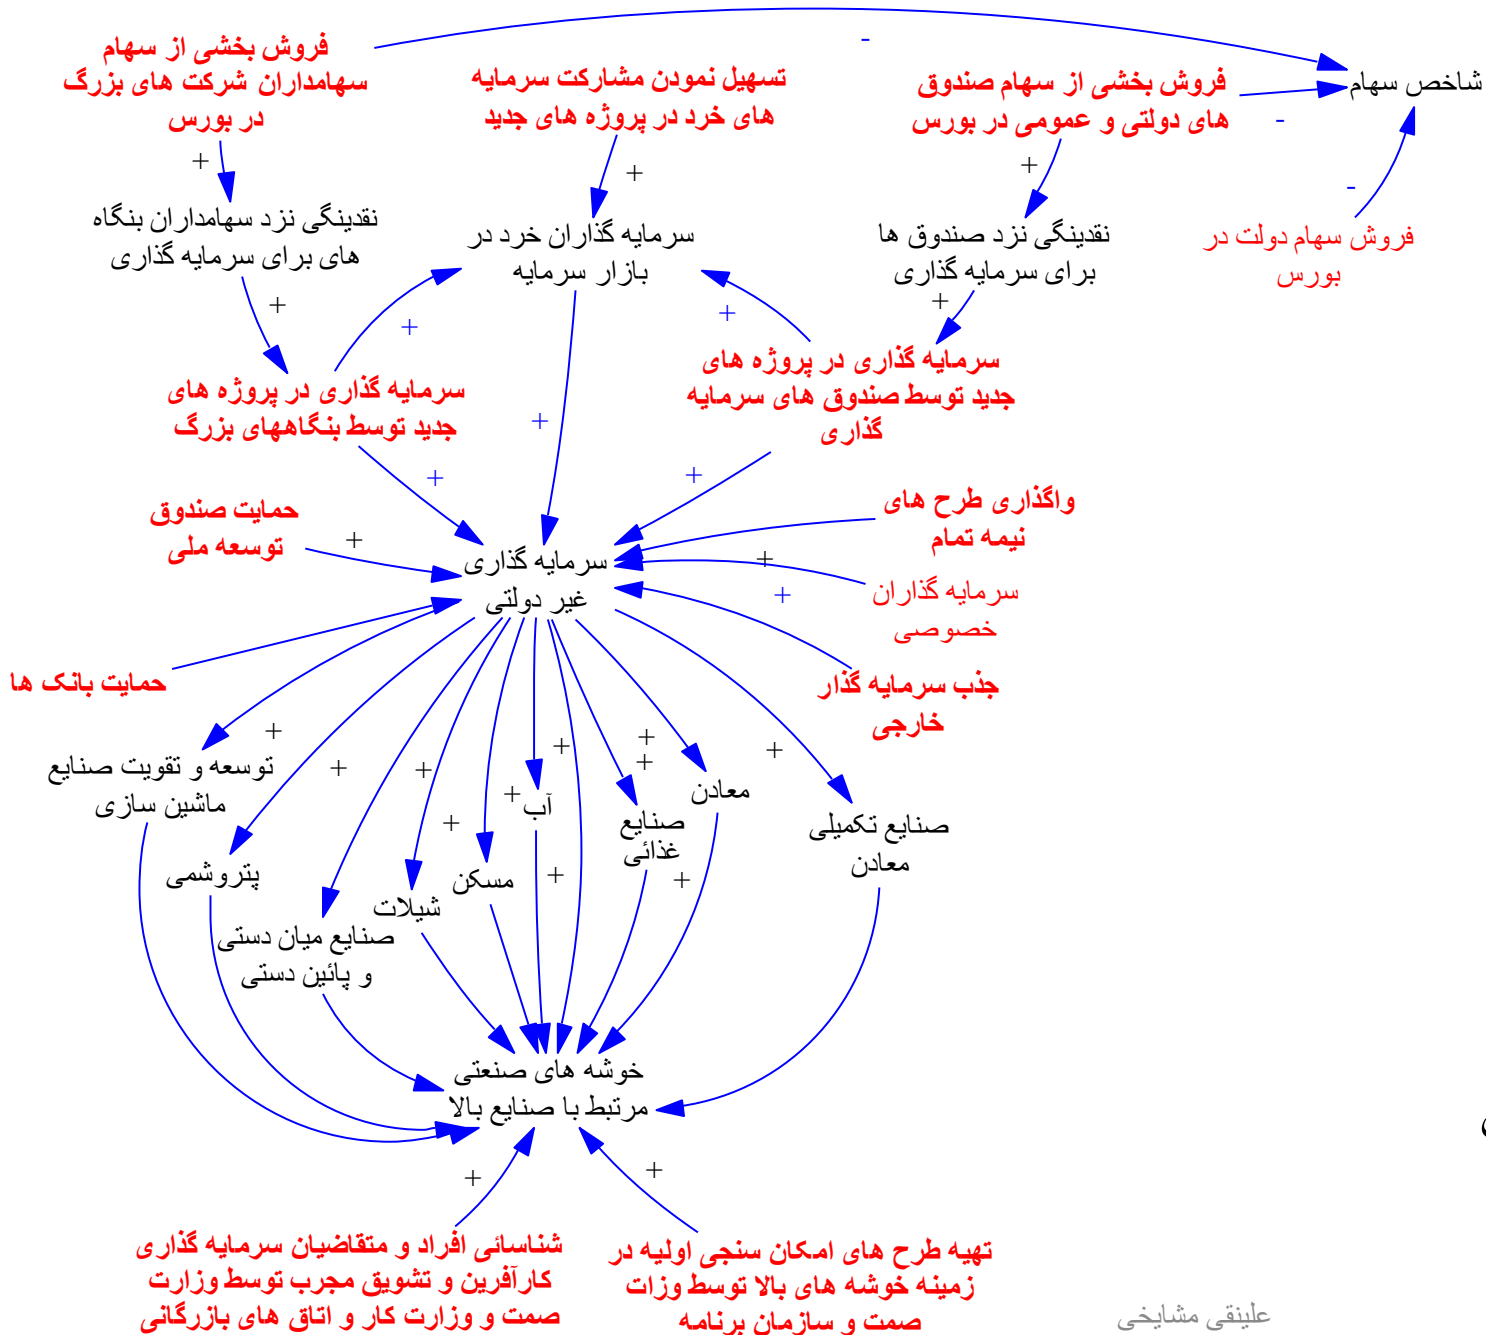 فروش بخشی از سهام
سهامداران شرکت های بزرگ
در بورس
تسهیل نمودن مشارکت سرمایه
های خرد در پروژه های جدید
فروش بخشی از سهام صندوق
های دولتی و عمومی در بورس
شاخص سهام
-
-
-
+
+
+
نقدینگی نزد سهامداران بنگاه
های برای سرمایه گذاری
سرمایه گذاران خرد در
بازار سرمایه
نقدینگی نزد صندوق ها
برای سرمایه گذاری
فروش سهام دولت در
بورس
+
+
+
+
سرمایه گذاری در پروژه های
جدید توسط بنگاههای بزرگ
سرمایه گذاری در پروژه های
جدید توسط صندوق های سرمایه
گذاری
+
+
+
حمایت صندوق
توسعه ملی
+
واگذاری طرح های
نیمه تمام
+
سرمایه گذاری
غیر دولتی
سرمایه گذاران
خصوصی
+
حمایت بانک ها
جذب سرمایه گذار
خارجی
+
+
+
+
+
+
+
+
+
توسعه و تقویت صنایع
ماشین سازی
پتروشمی
صنایع میان دستی
و پائین دستی
شیلات
مسکن
آب
صنایع
غذائی
معادن
صنایع تکمیلی
معادن
+
+
خوشه های صنعتی
مرتبط با صنایع بالا
+
+
شناسائی افراد و متقاضیان سرمایه گذاری
کارآفرین و تشویق مجرب توسط وزارت
صمت و وزارت کار و اتاق های بازرگانی
تهیه طرح های امکان سنجی اولیه در
زمینه خوشه های بالا توسط وزات
صمت و سازمان برنامه
علینقی مشایخی